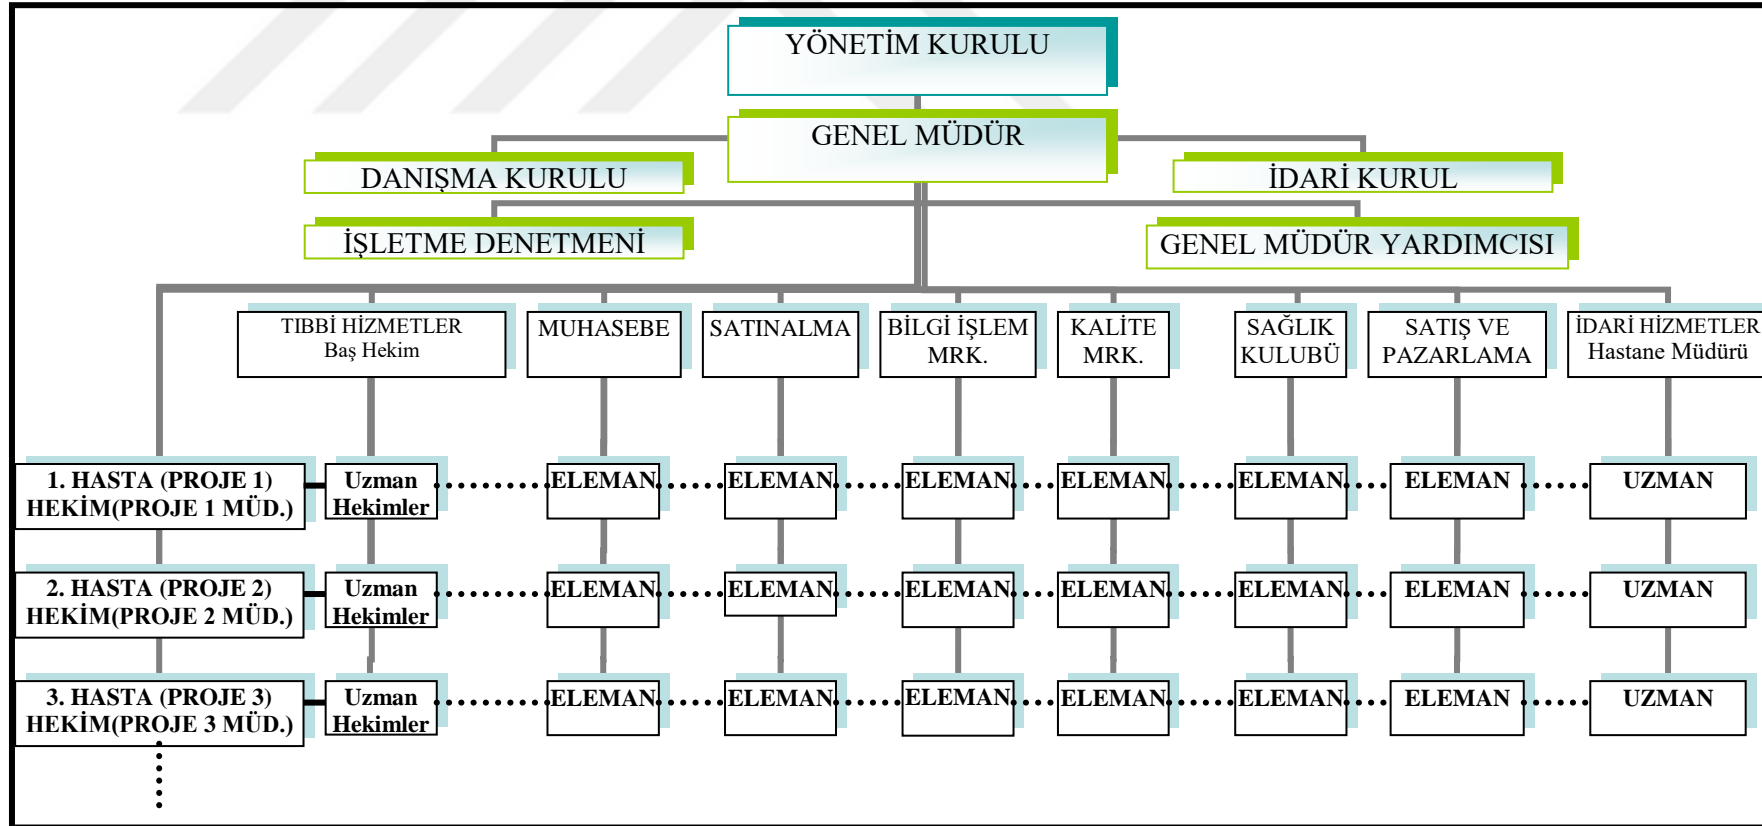 YÖNETİM KURULU
GENEL MÜDÜR
DANIŞMA KURULU
İDARİ KURUL
İŞLETME DENETMENİ
GENEL MÜDÜR YARDIMCISI
TIBBİ HİZMETLER
Baş Hekim
MUHASEBE
SATINALMA
BİLGİ İŞLEM
MRK.
KALİTE
MRK.
SAĞLIK
KULUBÜ
SATIŞ VE
PAZARLAMA
İDARİ HİZMETLER
Hastane Müdürü
1. HASTA (PROJE 1)
HEKİM(PROJE 1 MÜD.)
Uzman
Hekimler
ELEMAN
ELEMAN
ELEMAN
ELEMAN
ELEMAN
ELEMAN
UZMAN
2. HASTA (PROJE 2)
HEKİM(PROJE 2 MÜD.)
Uzman
Hekimler
ELEMAN
ELEMAN
ELEMAN
ELEMAN
ELEMAN
ELEMAN
UZMAN
3. HASTA (PROJE 3)
HEKİM(PROJE 3 MÜD.)
Uzman
Hekimler
ELEMAN
ELEMAN
ELEMAN
ELEMAN
ELEMAN
ELEMAN
UZMAN